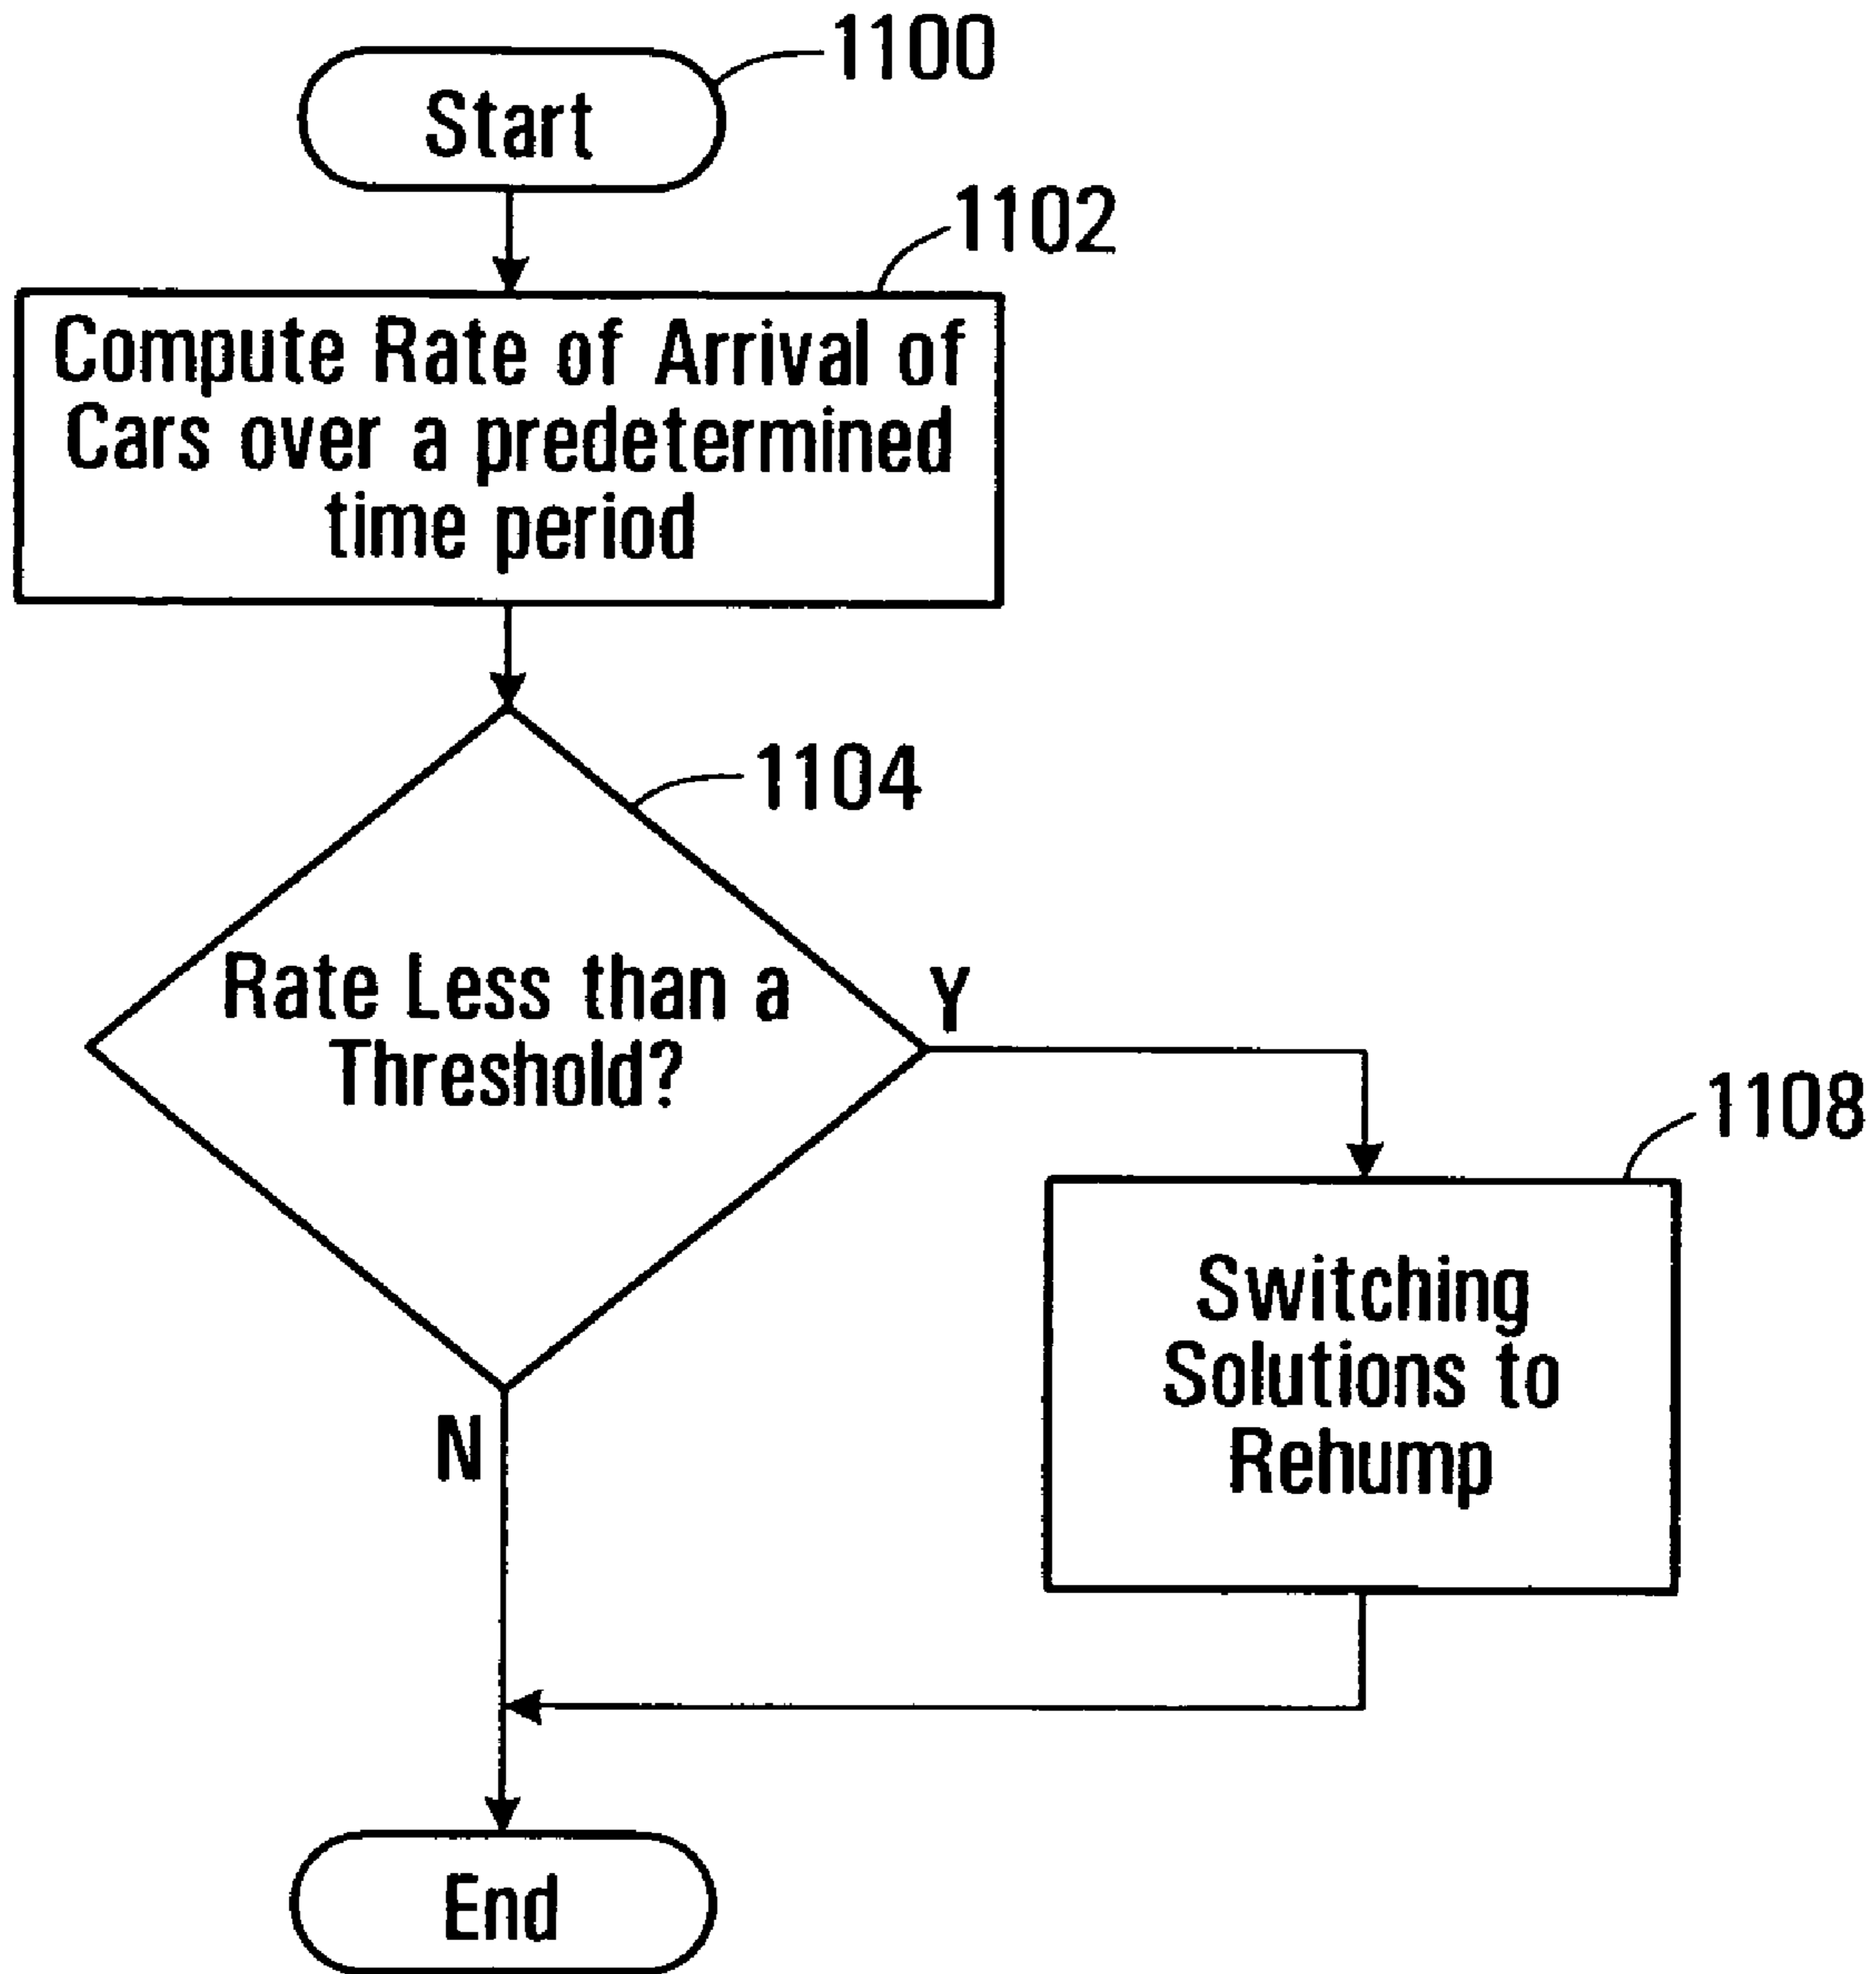 1100
Start
1102
Compute Rate of Arrival of
Cars over a predetermined
time period
1104
Rate Less than a
Threshold?
Y
1108
Switching
Solutions to
Rehump
N
End